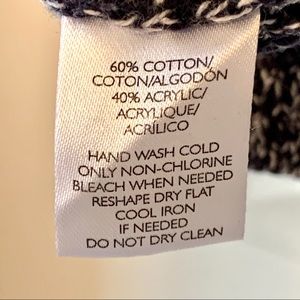 60% COTTON/
COTON/ALGODÓN
40% ACRYLIC/
ACRYLIQUE/
ACRÍLICO
HAND WASH COLD
ONLY NON-CHLORINE
BLEACH WHEN NEEDED
RESHAPE DRY FLAT
COOL IRON
IF NEEDED
DO NOT DRY CLEAN